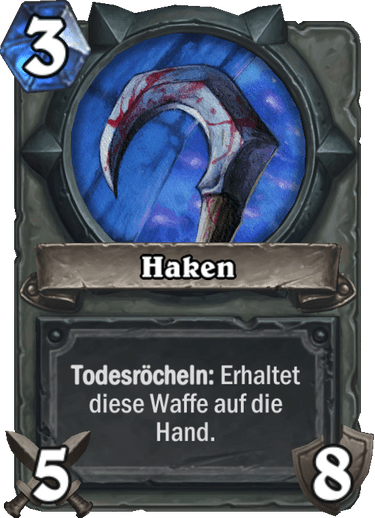 3
Haken
Todesröcheln: Erhaltet
diese Waffe auf die
Hand.
5
8